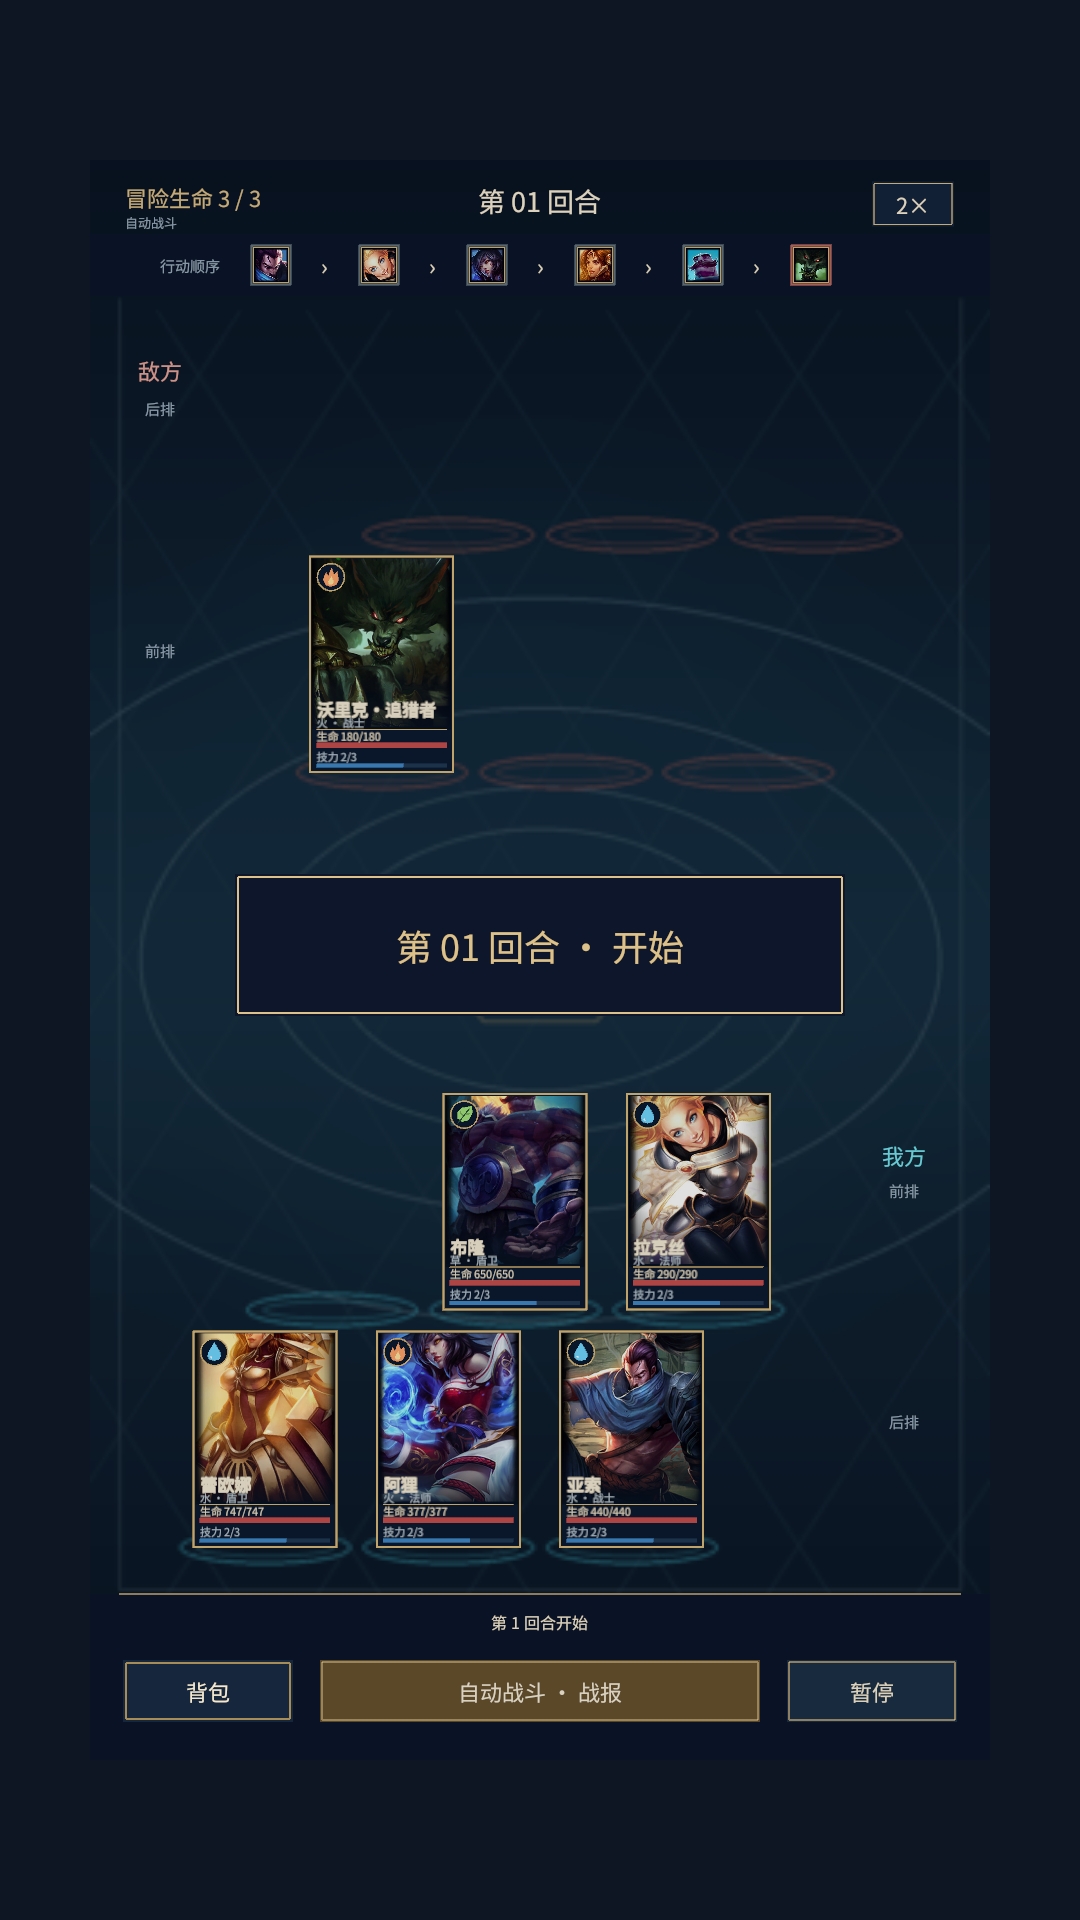 冒险生命 3 / 3
自动战斗
第 01 回合
2×
行动顺序
› › › › ›
敌方
后排
前排
沃里克·追猎者
火·战士
生命 180/180
技力 2/3
第 01 回合 · 开始
布隆
草·盾卫
生命 650/650
技力 2/3
拉克丝
水·法师
生命 290/290
技力 2/3
我方
前排
蕾欧娜
水·盾卫
生命 747/747
技力 2/3
阿狸
火·法师
生命 377/377
技力 2/3
亚索
水·战士
生命 440/440
技力 2/3
后排
第 1 回合开始
背包
自动战斗 · 战报
暂停